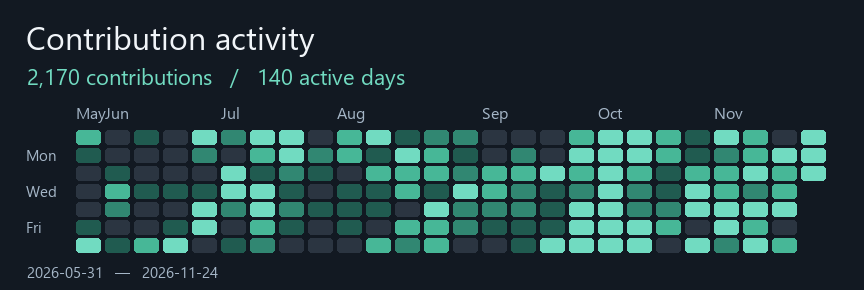 Contribution activity
2,170 contributions / 140 active days
MayJun Jul Aug Sep Oct Nov
Mon
Wed
Fri
2026-05-31 — 2026-11-24